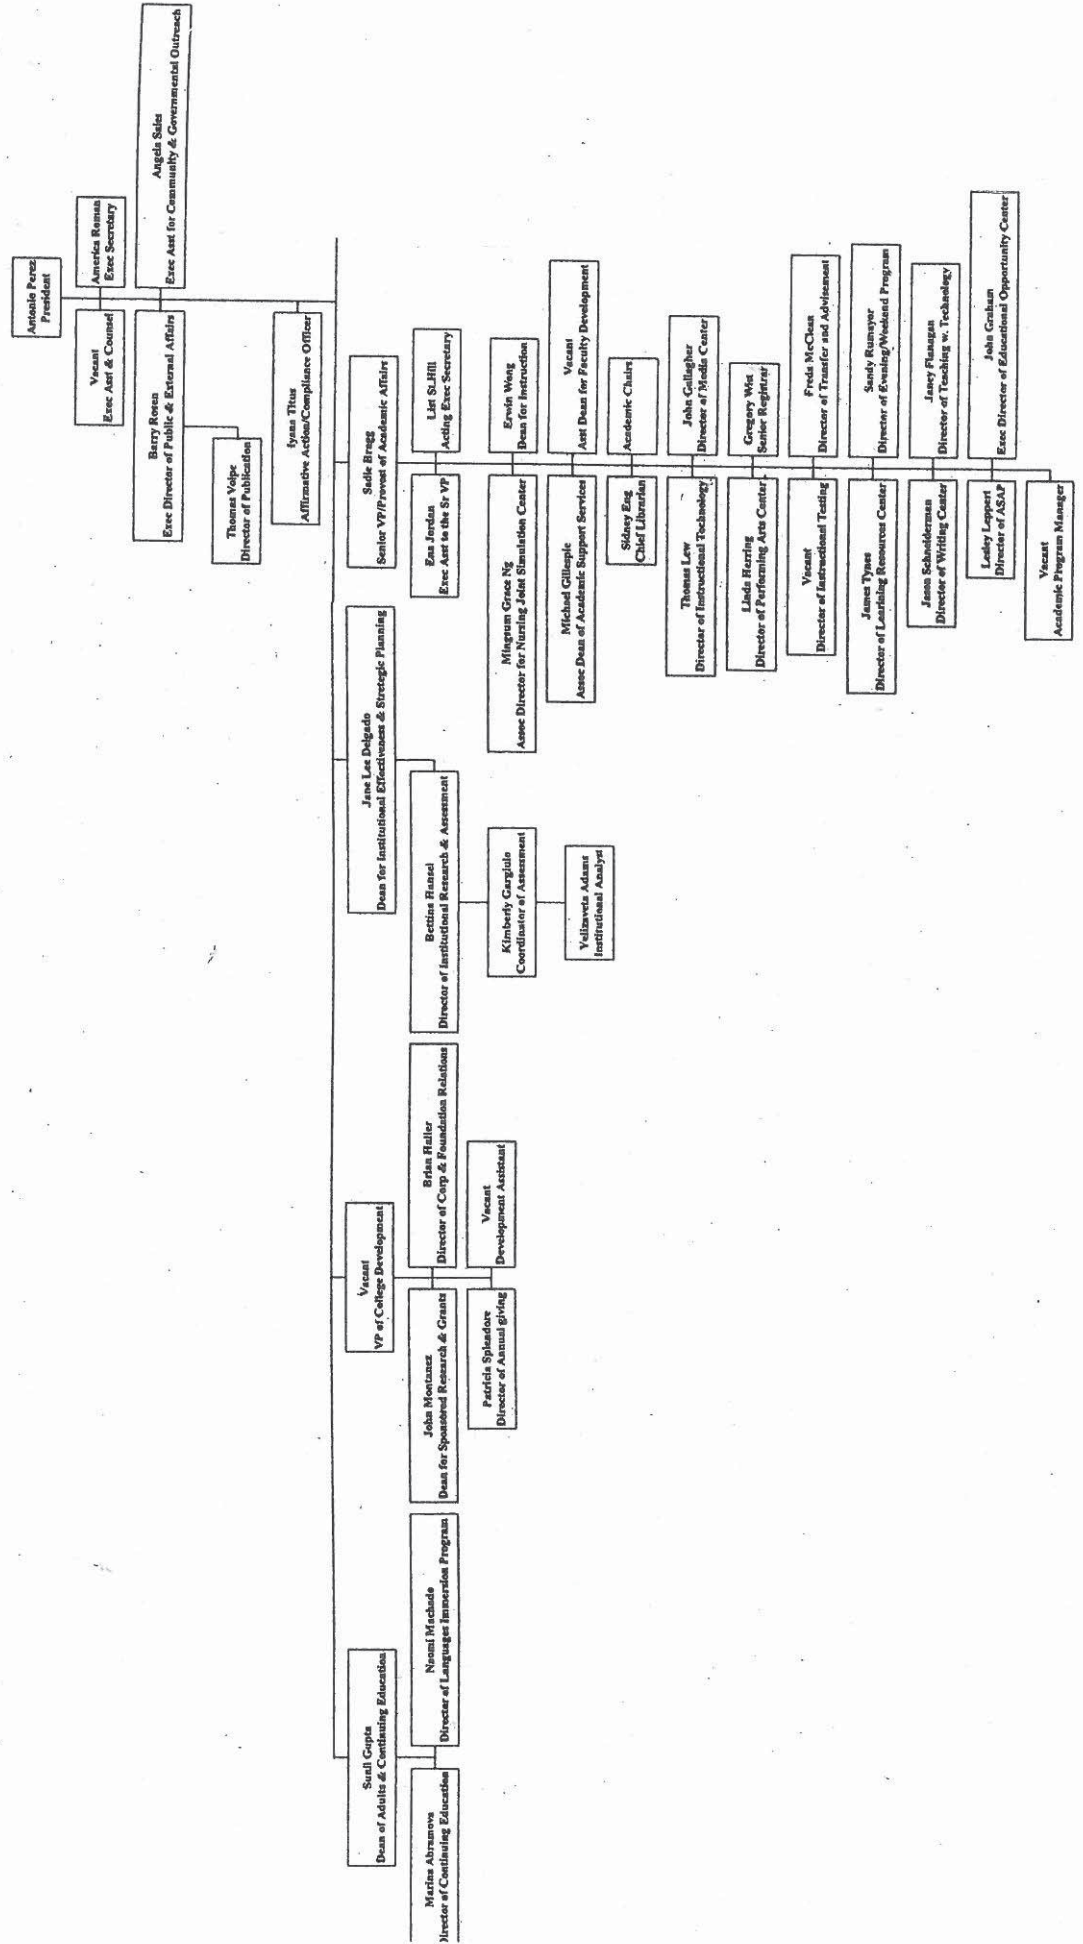 Antonio Perez
President
Vacant
Exec Asst & Counsel
America Roman
Exec Secretary
Barry Rosen
Exec Director of Public & External Affairs
Angela Sales
Exec Asst for Community & Governmental Outreach
Thomas Volpe
Director of Publication
Iyana Titus
Affirmative Action/Compliance Officer
Sunil Gupta
Dean of Adults & Continuing Education
Vacant
VP of College Development
Jane Lee Delgado
Dean for Institutional Effectiveness & Stretegic Planning
Sadie Bragg
Senior VP/Provost of Academic Affairs
Marina Abramova
Director of Continuing Education
Naomi Machado
Director of Languages Immersion Program
John Montanez
Dean for Sponsored Research & Grants
Brian Haller
Director of Corp & Foundation Relations
Patricia Splendore
Director of Annual giving
Vacant
Development Assistant
Bettina Hansel
Director of Institutional Research & Assessment
Kimberly Gargiulo
Coordinator of Assessment
Yelizaveta Adams
Institutional Analyst
Ena Jordan
Exec Asst to the Sr VP
List St.Hill
Acting Exec Secretary
Mingsum Grace Ng
Assoc Director for Nursing Joint Simulation Center
Erwin Wong
Dean for Instruction
Michael Gillespie
Assoc Dean of Academic Support Services
Vacant
Asst Dean for Faculty Development
Sidney Eng
Chief Librarian
Academic Chairs
Thomas Lew
Director of Instructional Technology
John Gallagher
Director of Media Center
Linda Herring
Director of Performing Arts Center
Gregory Wist
Senior Registrar
Vacant
Director of Instructional Testing
Freda McClean
Director of Transfer and Advisement
James Tynes
Director of Learining Resources Center
Sandy Rumayor
Director of Evening/Weekend Program
Jason Schneiderman
Director of Writing Center
Janey Flanagan
Director of Teaching w. Technology
Lesley Leppert
Director of ASAP
John Graham
Exec Director of Educational Opportunity Center
Vacant
Academic Program Manager